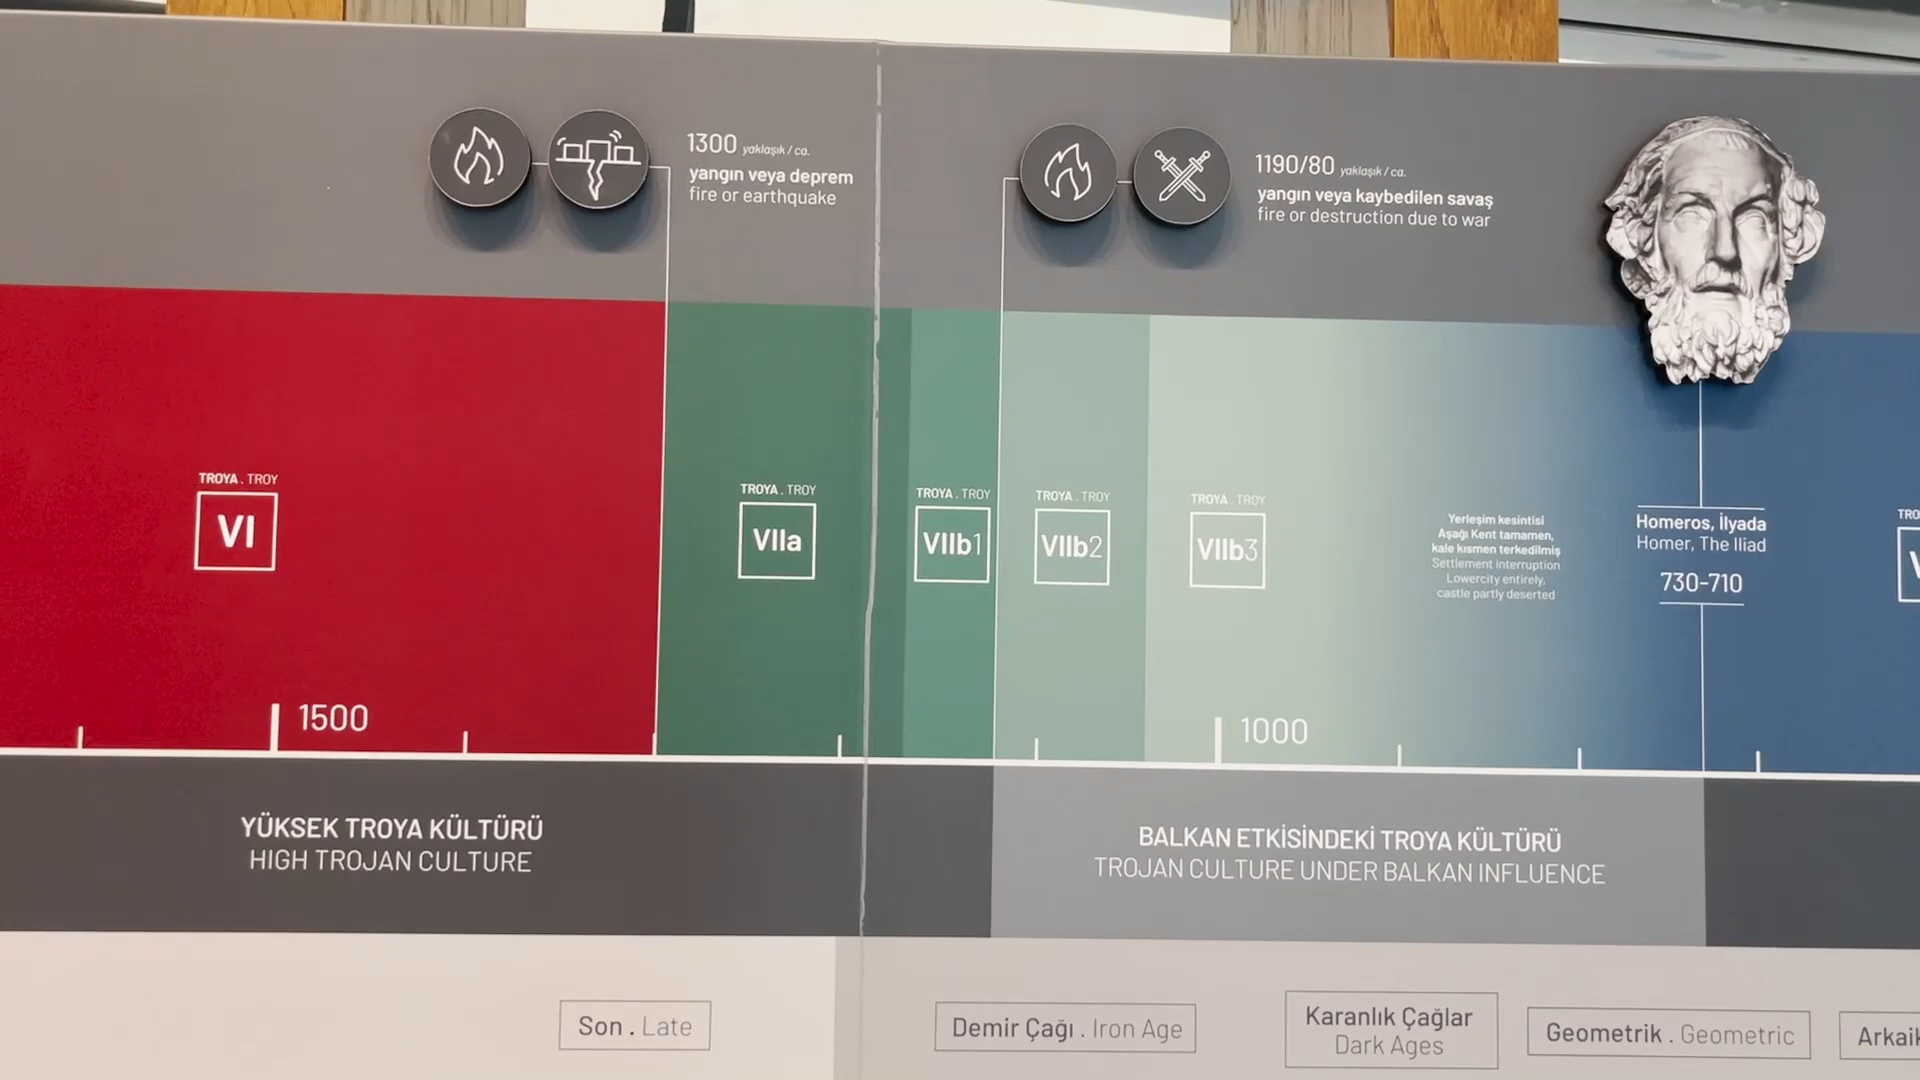 1300 yaklaşık / ca.
yangın veya deprem
fire or earthquake
1190/80 yaklaşık / ca.
yangın veya kaybedilen savaş
fire or destruction due to war
TROYA . TROY
VI
TROYA . TROY
VIIa
TROYA . TROY
VIIb1
TROYA . TROY
VIIb2
TROYA . TROY
VIIb3
Yerleşim kesintisi
Aşağı Kent tamamen,
kale kısmen terkedilmiş
Settlement interruption
Lowercity entirely,
castle partly deserted
Homeros, İlyada
Homer, The Iliad
730-710
TRO
V
1500
1000
YÜKSEK TROYA KÜLTÜRÜ
HIGH TROJAN CULTURE
BALKAN ETKİSİNDEKİ TROYA KÜLTÜRÜ
TROJAN CULTURE UNDER BALKAN INFLUENCE
Son . Late
Demir Çağı . Iron Age
Karanlık Çağlar
Dark Ages
Geometrik . Geometric
Arkaik